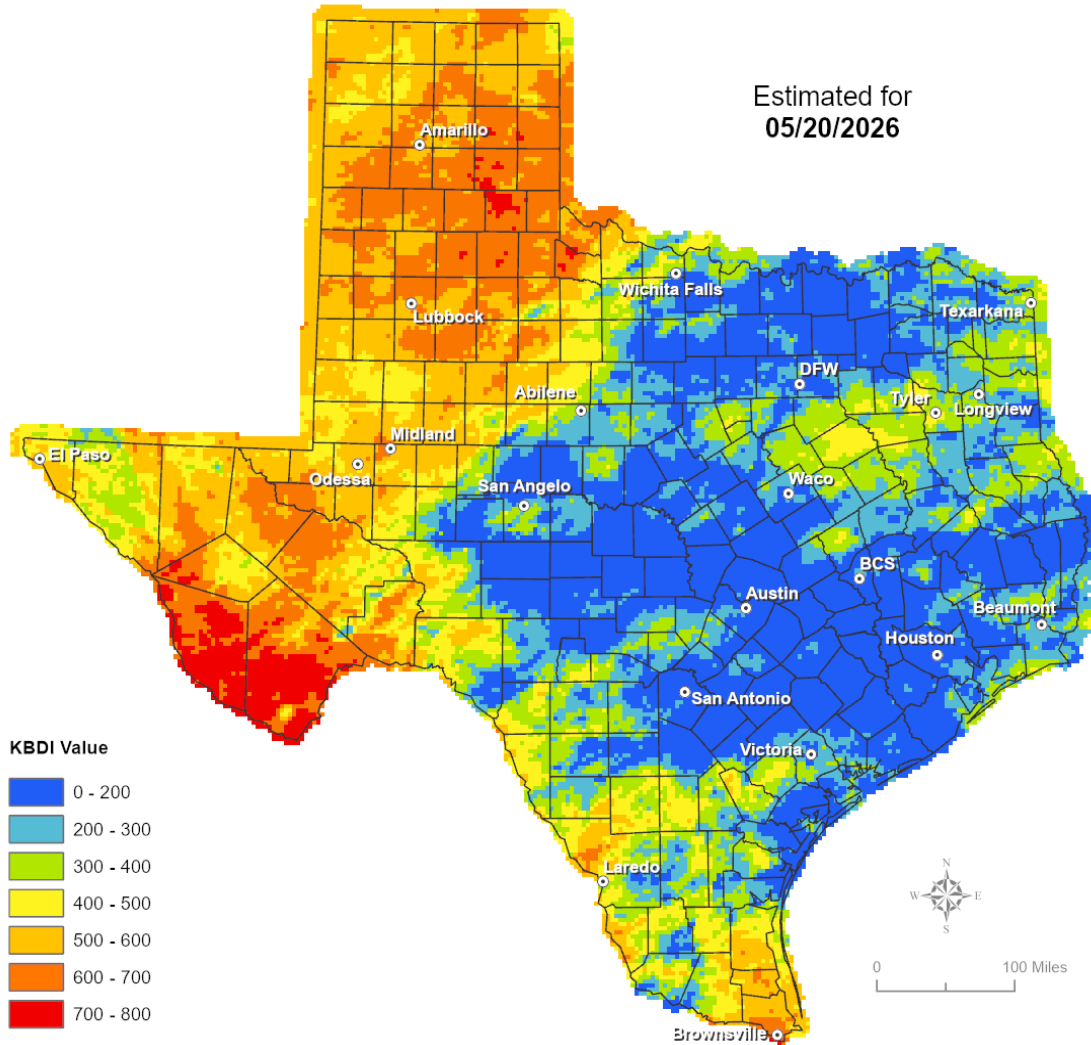 Estimated for
05/20/2026
Amarillo
Wichita Falls
Lubbock
Texarkana
DFW
Abilene
Tyler
Longview
Midland
El Paso
Odessa
San Angelo
Waco
BCS
Austin
Beaumont
Houston
San Antonio
Victoria
KBDI Value
0 - 200
200 - 300
300 - 400
400 - 500
500 - 600
600 - 700
700 - 800
Laredo
N
W E
S
0 100 Miles
Brownsville